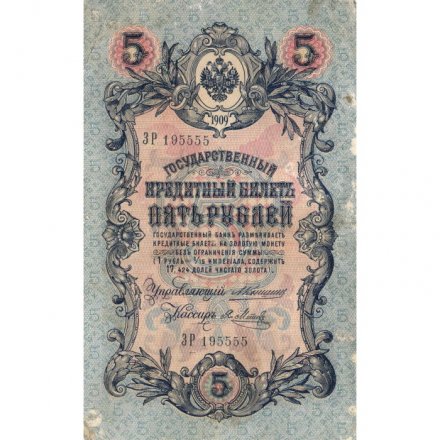 5 5
1909
ЗР 195555
ГОСУДАРСТВЕННЫЙ
КРЕДИТНЫЙ БИЛЕТЪ
ПЯТЬ РУБЛЕЙ
ГОСУДАРСТВЕННЫЙ БАНКЪ РАЗМѢНИВАЕТЪ
КРЕДИТНЫЕ БИЛЕТЫ НА ЗОЛОТУЮ МОНЕТУ
БЕЗЪ ОГРАНИЧЕНІЯ СУММЫ
(1 РУБЛЬ = 1/15 ИМПЕРІАЛА, СОДЕРЖИТЪ
17,424 ДОЛЕЙ ЧИСТАГО ЗОЛОТА).
Управляющій
Кассиръ
ЗР 195555
5